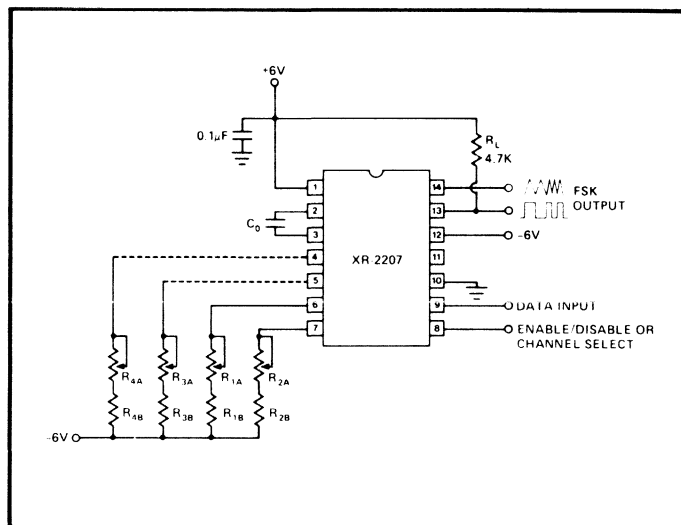 +6V
0.1μF
R_L
4.7K
1
14
FSK
OUTPUT
2
13
C_0
3
12
-6V
XR-2207
4
11
5
10
6
9
DATA INPUT
7
8
ENABLE/DISABLE OR
CHANNEL SELECT
R_4A
R_3A
R_1A
R_2A
R_4B
R_3B
R_1B
R_2B
-6V